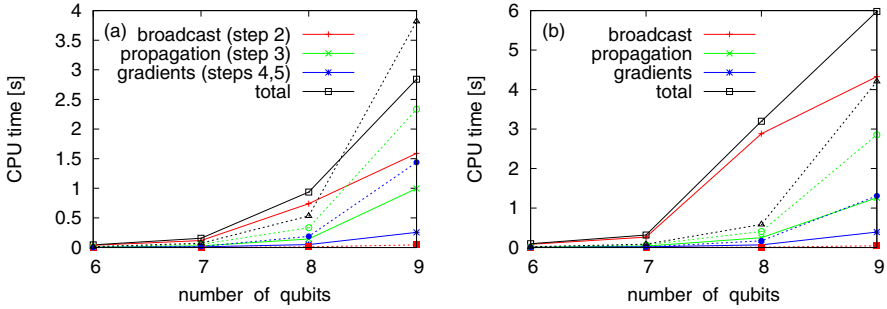 (a)
broadcast (step 2)
propagation (step 3)
gradients (steps 4,5)
total
CPU time [s]
4
3.5
3
2.5
2
1.5
1
0.5
0
6 7 8 9
number of qubits
(b)
broadcast
propagation
gradients
total
CPU time [s]
6
5
4
3
2
1
0
6 7 8 9
number of qubits